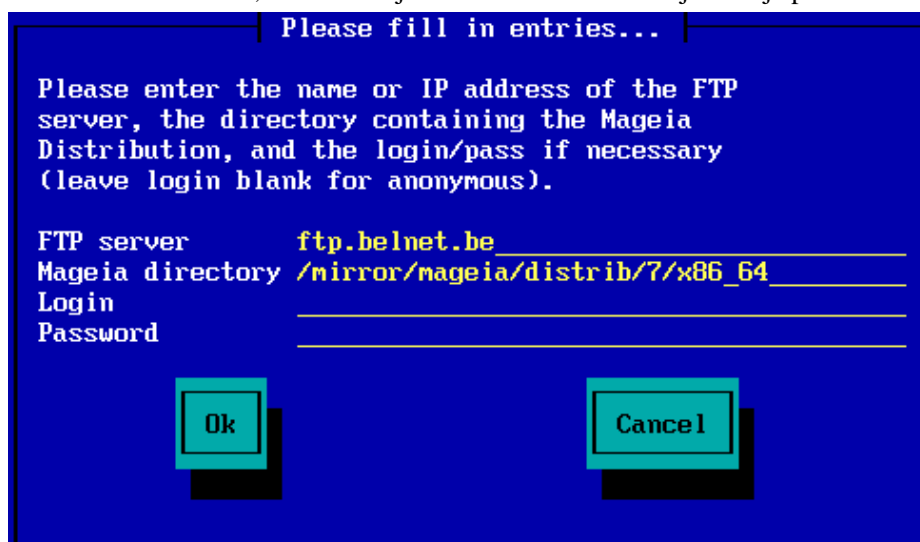 Please fill in entries...
Please enter the name or IP address of the FTP
server, the directory containing the Mageia
Distribution, and the login/pass if necessary
(leave login blank for anonymous).
FTP server ftp.belnet.be
Mageia directory /mirror/mageia/distrib/7/x86_64
Login
Password
Ok Cancel